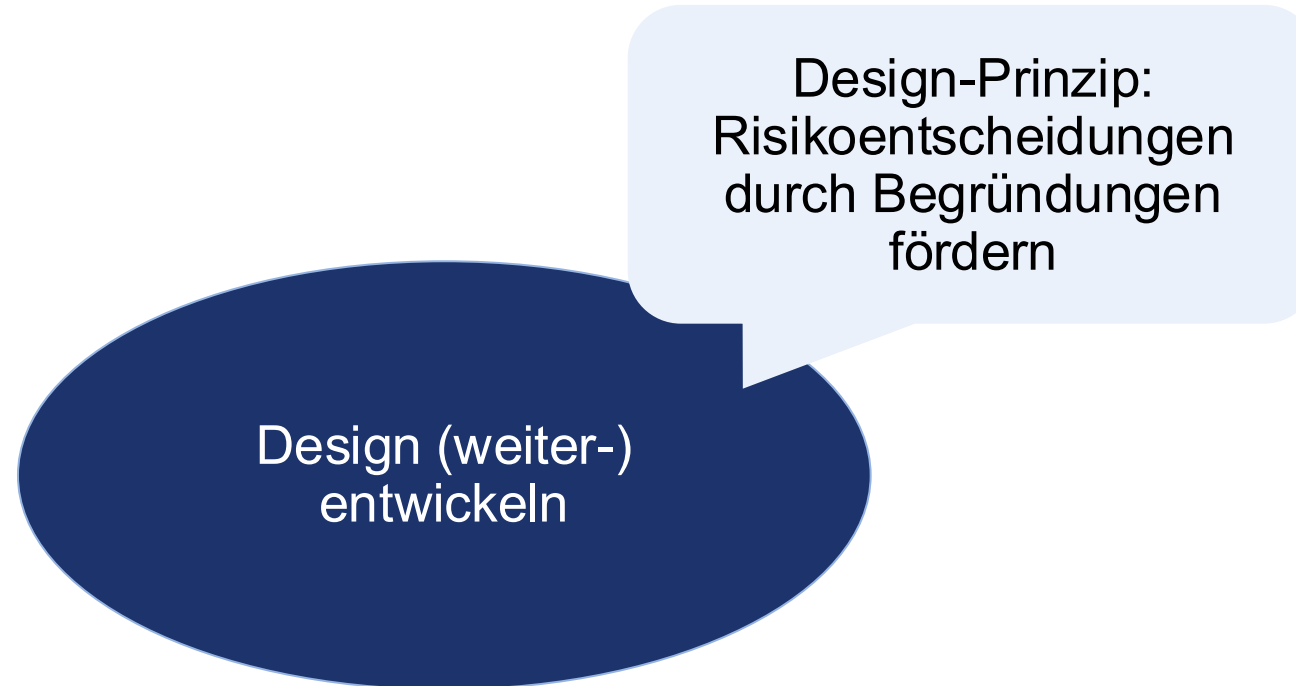 Design-Prinzip:
Risikoentscheidungen
durch Begründungen
fördern
Design (weiter-)
entwickeln